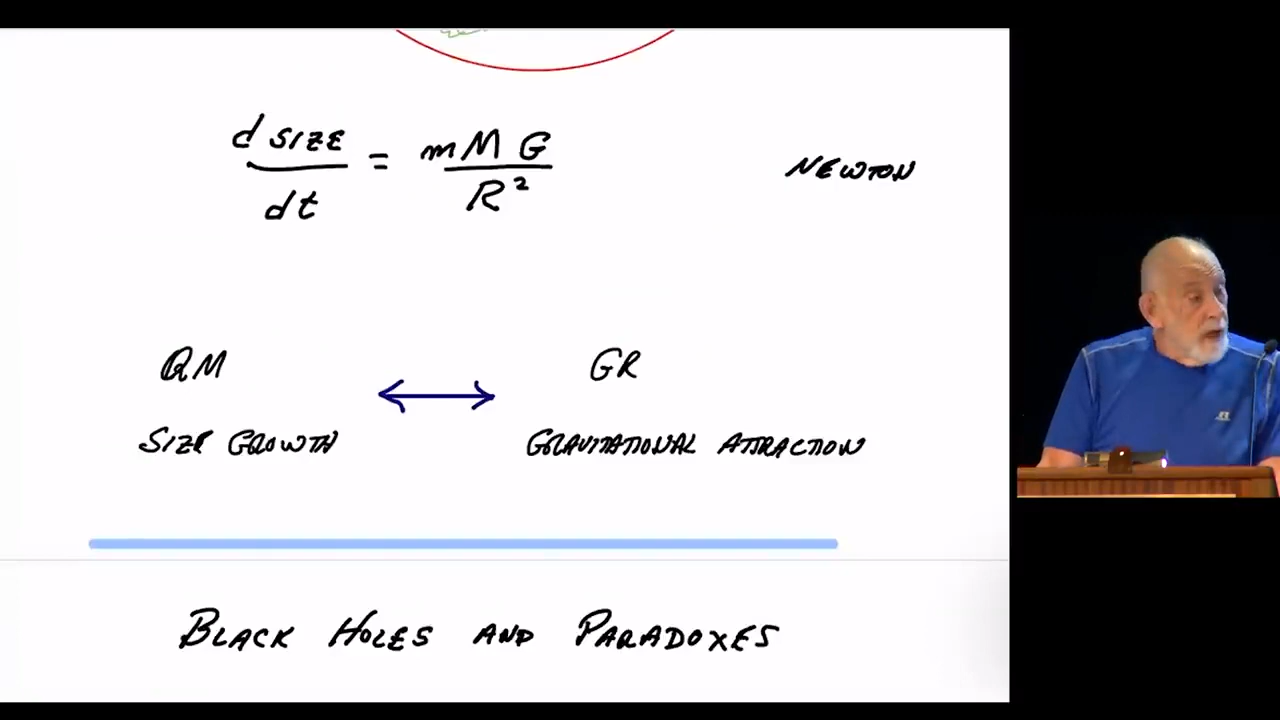 d SIZE / dt = mMG / R² NEWTON
QM GR
SIZE GROWTH GRAVITATIONAL ATTRACTION
BLACK HOLES AND PARADOXES